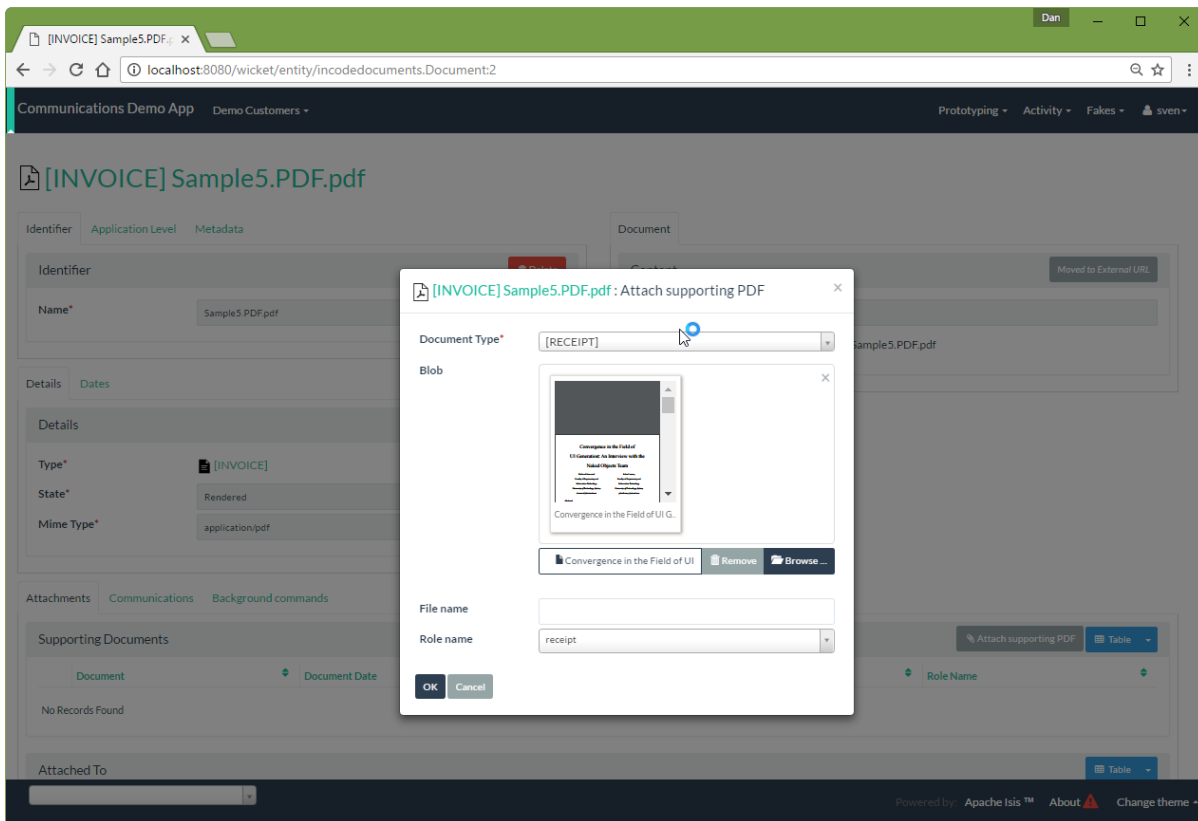 Dan
[INVOICE] Sample5.PDF.p
localhost:8080/wicket/entity/incodedocuments.Document:2
Communications Demo App Demo Customers Prototyping Activity Fakes sven
[INVOICE] Sample5.PDF.pdf
Identifier Application Level Metadata
Document
Identifier
Delete
Content
Moved to External URL
Name*
Sample5.PDF.pdf
Sample5.PDF.pdf
Details Dates
Details
Type*
[INVOICE]
State*
Rendered
Mime Type*
application/pdf
[INVOICE] Sample5.PDF.pdf : Attach supporting PDF
Document Type*
[RECEIPT]
Blob
Convergence in the Field of
UI Generation: An Interview with the
Naked Objects Team
Convergence in the Field of UI G..
Convergence in the Field of UI
Remove
Browse ...
File name
Role name
receipt
OK
Cancel
Attachments Communications Background commands
Supporting Documents
Attach supporting PDF
Table
Document Document Date Role Name
No Records Found
Attached To
Table
Powered by: Apache Isis ™ About Change theme